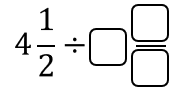 4 1/2 ÷ □ □/□